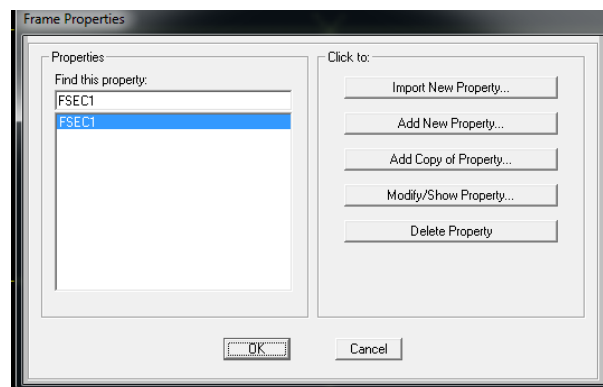 Frame Properties
Properties
Find this property:
FSEC1
FSEC1
Click to:
Import New Property...
Add New Property...
Add Copy of Property...
Modify/Show Property...
Delete Property
OK
Cancel